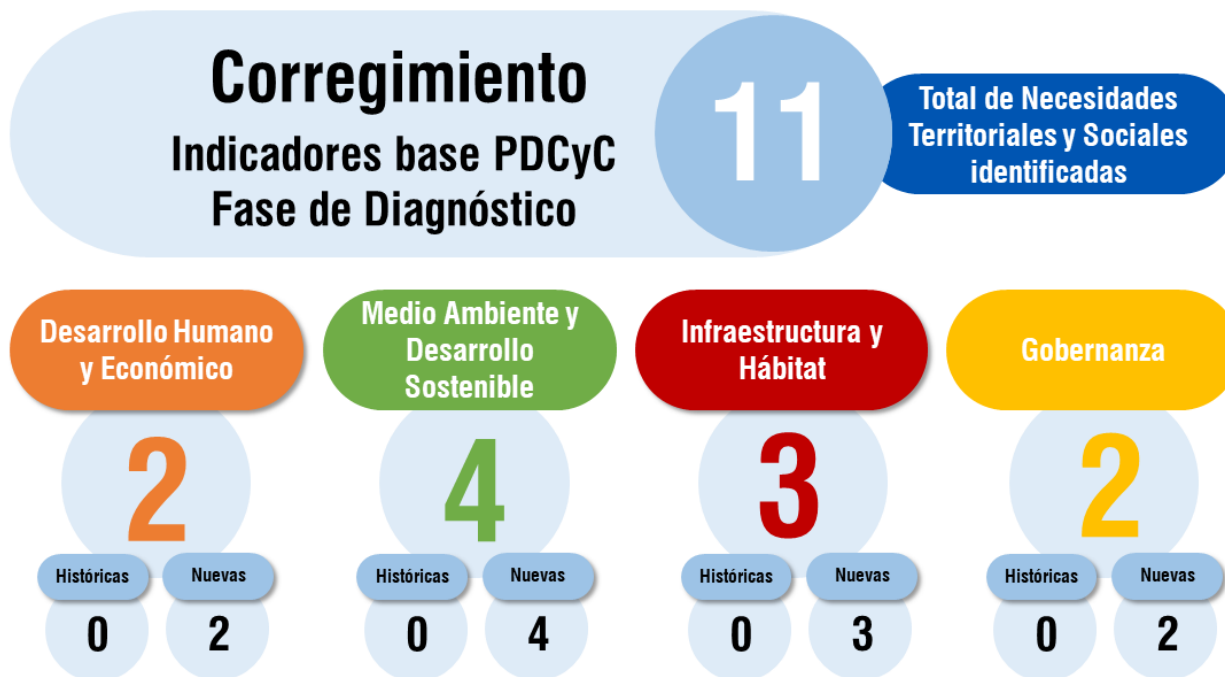 Corregimiento
Indicadores base PDCyC
Fase de Diagnóstico
11
Total de Necesidades
Territoriales y Sociales
identificadas
Desarrollo Humano
y Económico
2
Históricas
Nuevas
0
2
Medio Ambiente y
Desarrollo
Sostenible
4
Históricas
Nuevas
0
4
Infraestructura y
Hábitat
3
Históricas
Nuevas
0
3
Gobernanza
2
Históricas
Nuevas
0
2